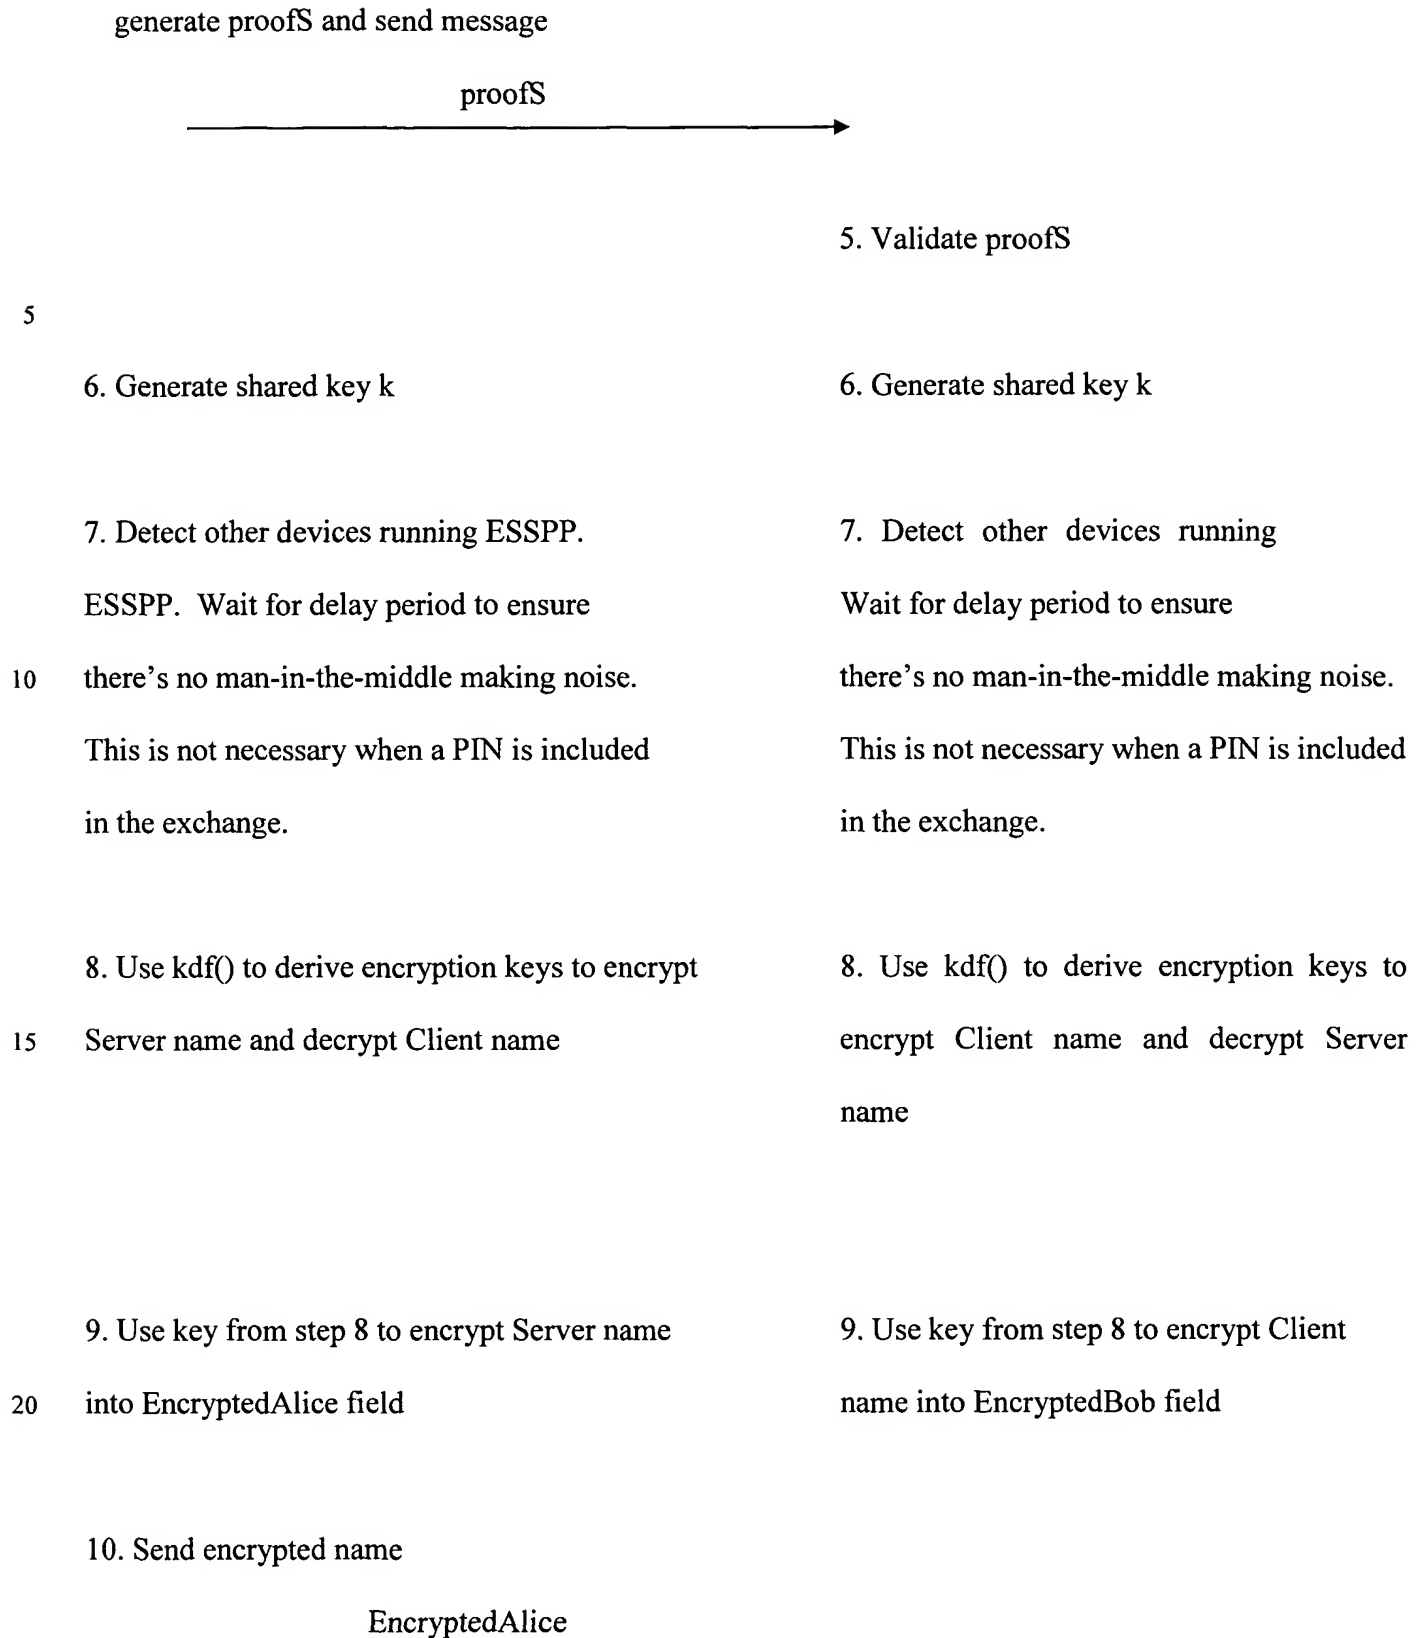 generate proofS and send message
proofS
5. Validate proofS
5
6. Generate shared key k
6. Generate shared key k
7. Detect other devices running ESSPP.
ESSPP. Wait for delay period to ensure
10 there's no man-in-the-middle making noise.
This is not necessary when a PIN is included
in the exchange.
7. Detect other devices running
Wait for delay period to ensure
there's no man-in-the-middle making noise.
This is not necessary when a PIN is included
in the exchange.
8. Use kdf() to derive encryption keys to encrypt
15 Server name and decrypt Client name
8. Use kdf() to derive encryption keys to
encrypt Client name and decrypt Server
name
9. Use key from step 8 to encrypt Server name
20 into EncryptedAlice field
9. Use key from step 8 to encrypt Client
name into EncryptedBob field
10. Send encrypted name
EncryptedAlice